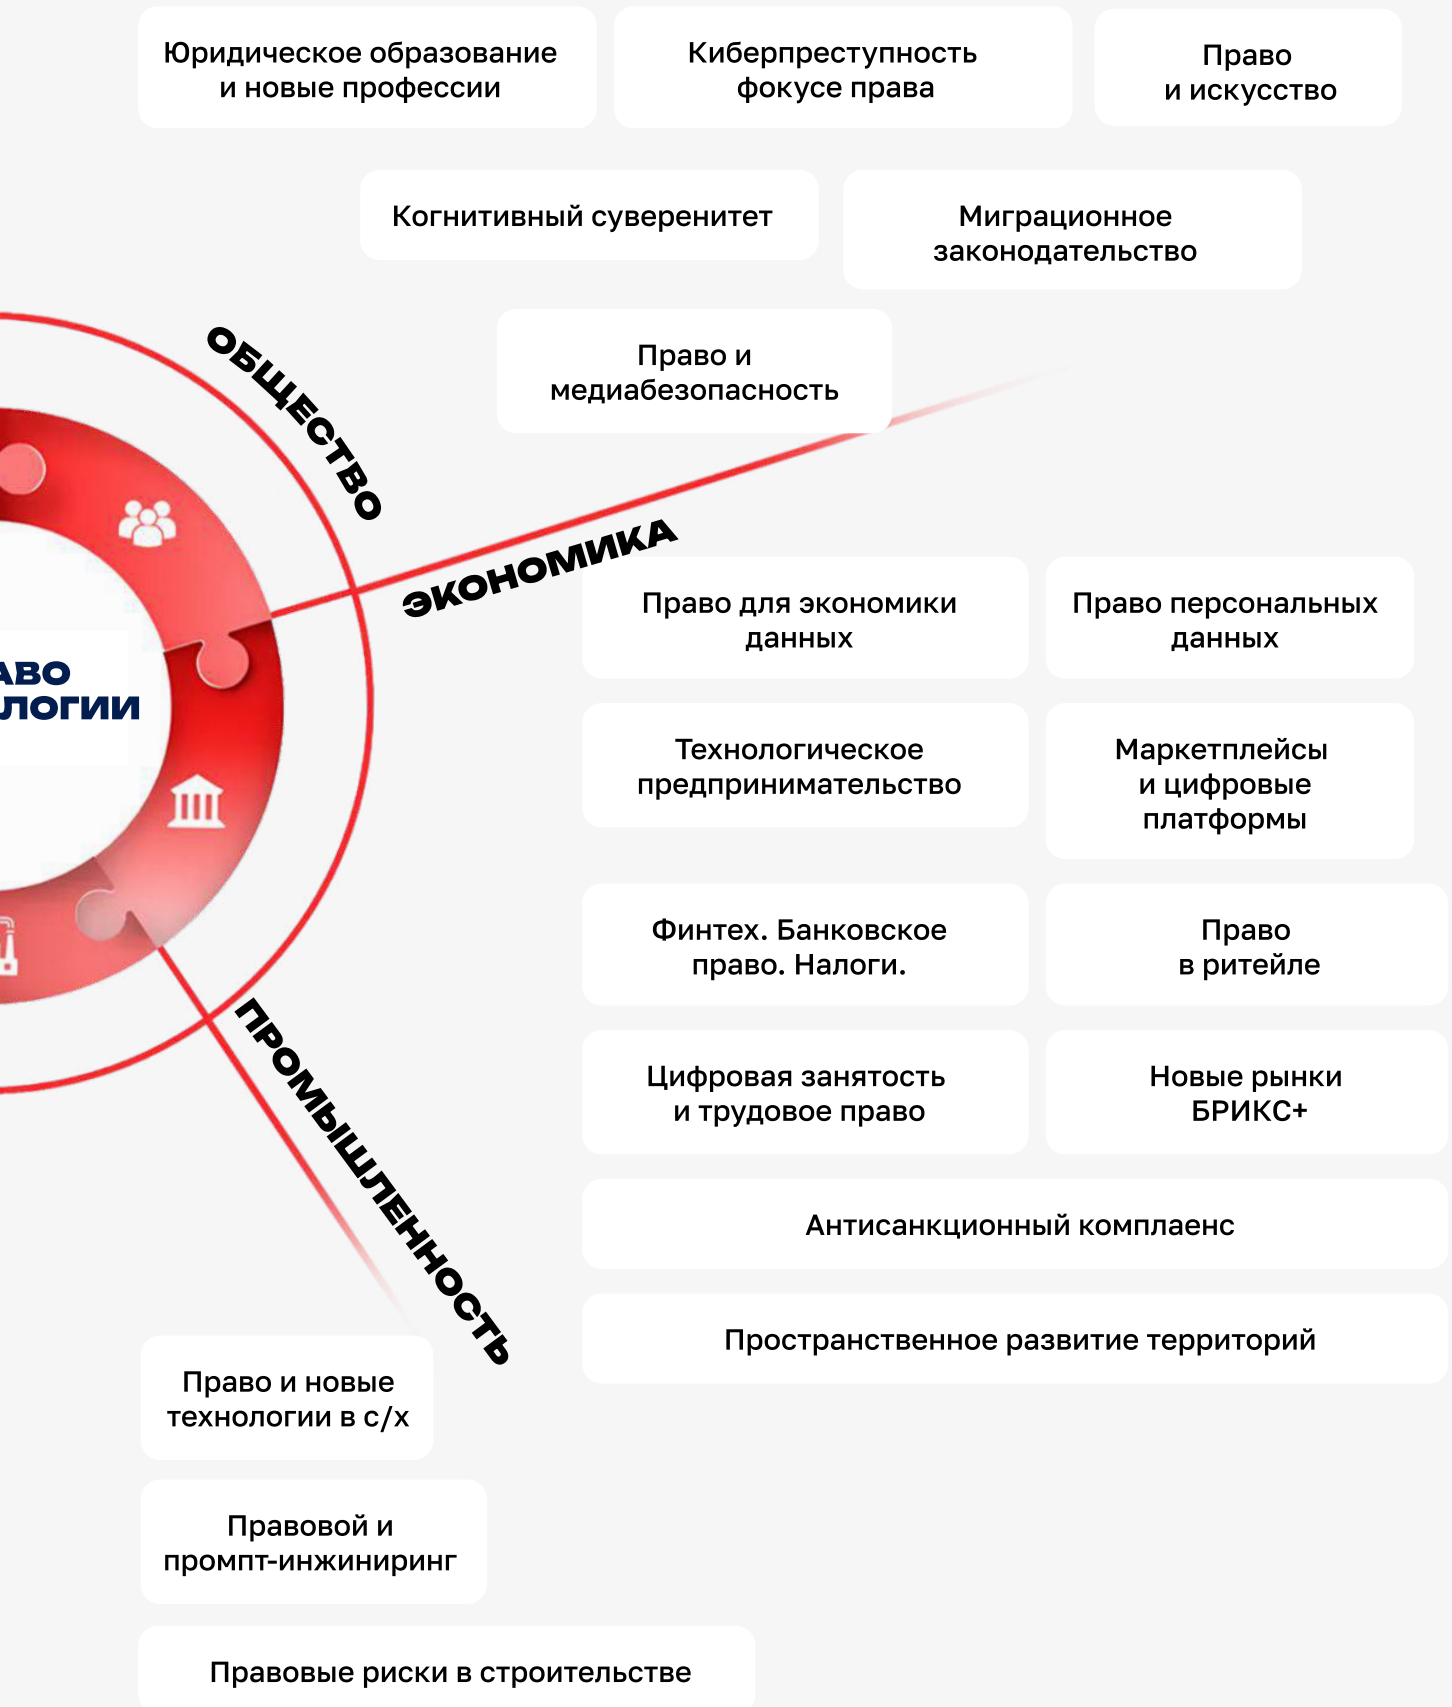 Юридическое образование
и новые профессии
Киберпреступность
фокусе права
Право
и искусство
Когнитивный суверенитет
Миграционное
законодательство
Право и
медиабезопасность
ОБЩЕСТВО
ЭКОНОМИКА
Право для экономики
данных
Право персональных
данных
АВО
ЛОГИИ
Технологическое
предпринимательство
Маркетплейсы
и цифровые
платформы
Финтех. Банковское
право. Налоги.
Право
в ритейле
ПРОМЫШЛЕННОСТЬ
Цифровая занятость
и трудовое право
Новые рынки
БРИКС+
Антисанкционный комплаенс
Пространственное развитие территорий
Право и новые
технологии в с/х
Правовой и
промпт-инжиниринг
Правовые риски в строительстве